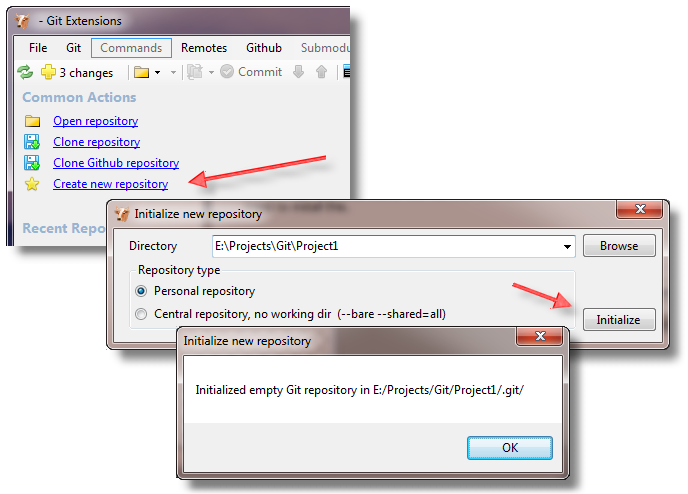 - Git Extensions
File Git Commands Remotes Github Submodu
3 changes Commit
Common Actions
Open repository
Clone repository
Clone Github repository
Create new repository
Recent Repo
Initialize new repository
Directory E:\Projects\Git\Project1 Browse
Repository type
Personal repository
Central repository, no working dir (--bare --shared=all)
Initialize
Initialize new repository
Initialized empty Git repository in E:/Projects/Git/Project1/.git/
OK